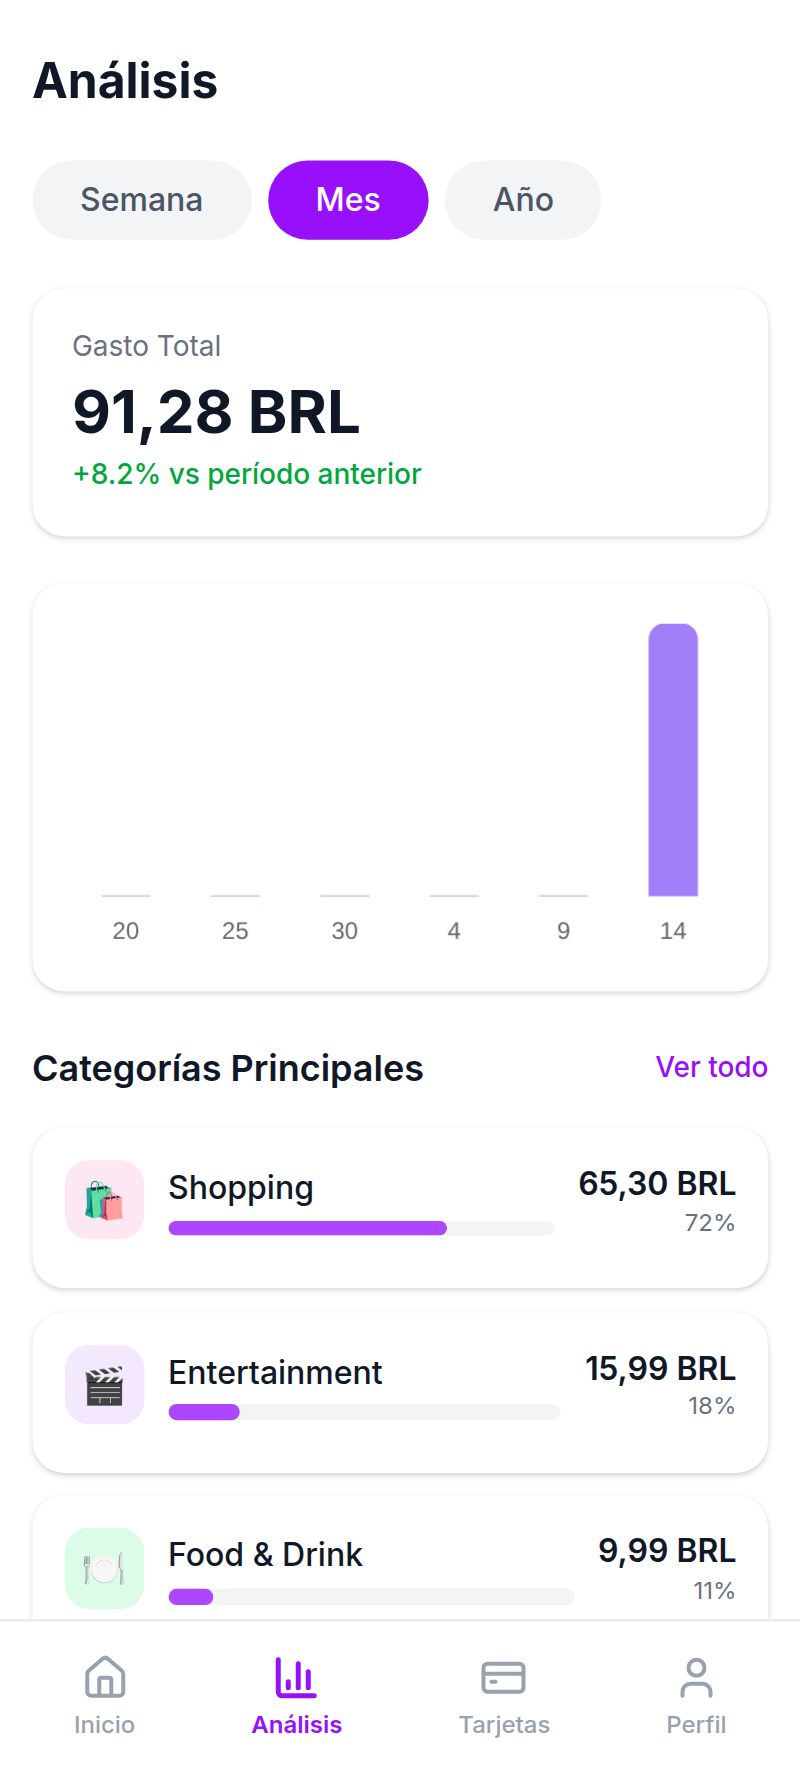 Análisis
Semana Mes Año
Gasto Total
91,28 BRL
+8.2% vs período anterior
20 25 30 4 9 14
Categorías Principales Ver todo
Shopping 65,30 BRL
72%
Entertainment 15,99 BRL
18%
Food & Drink 9,99 BRL
11%
Inicio Análisis Tarjetas Perfil